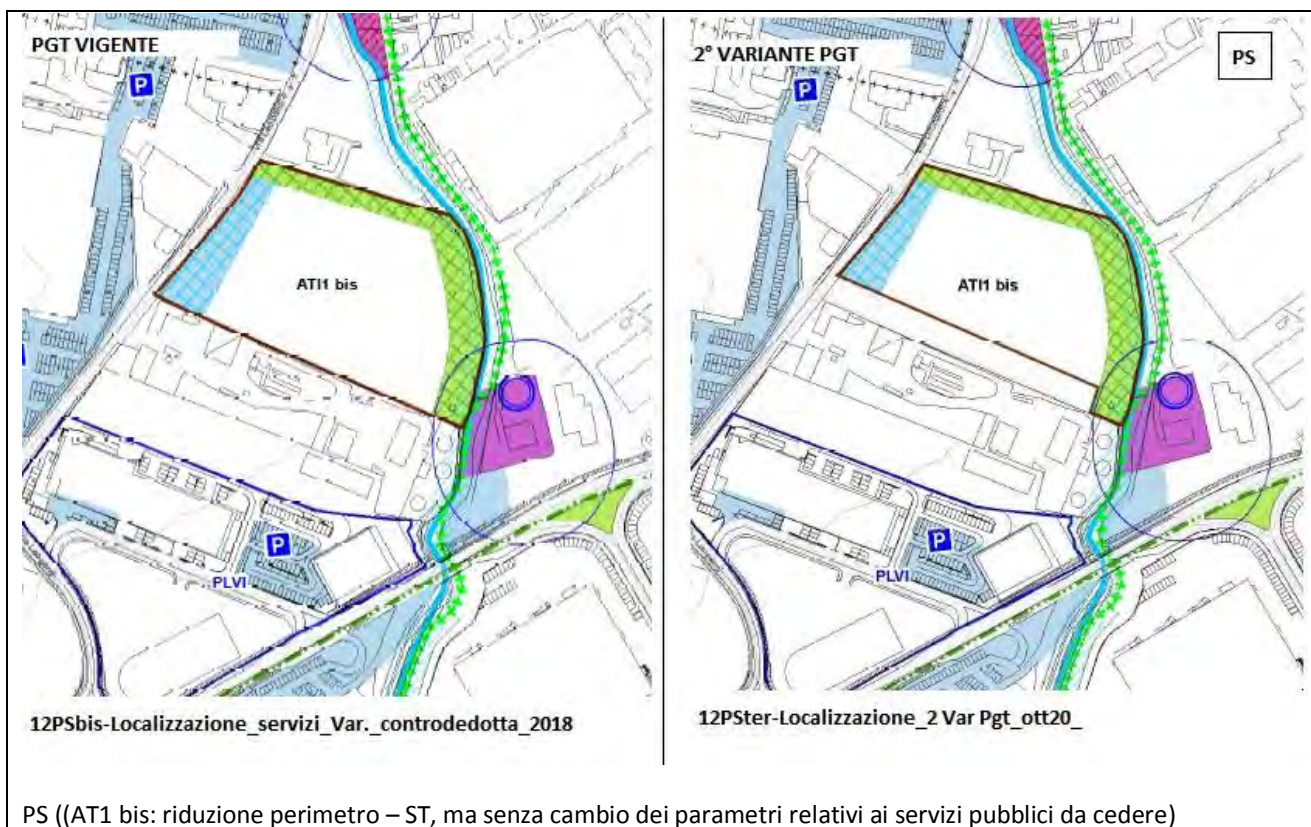 PGT VIGENTE
P
ATI1 bis
P
PLVI
12PSbis-Localizzazione_servizi_Var._controdedotta_2018
2° VARIANTE PGT
PS
P
ATI1 bis
P
PLVI
12PSter-Localizzazione_2 Var Pgt_ott20_
PS ((AT1 bis: riduzione perimetro – ST, ma senza cambio dei parametri relativi ai servizi pubblici da cedere)